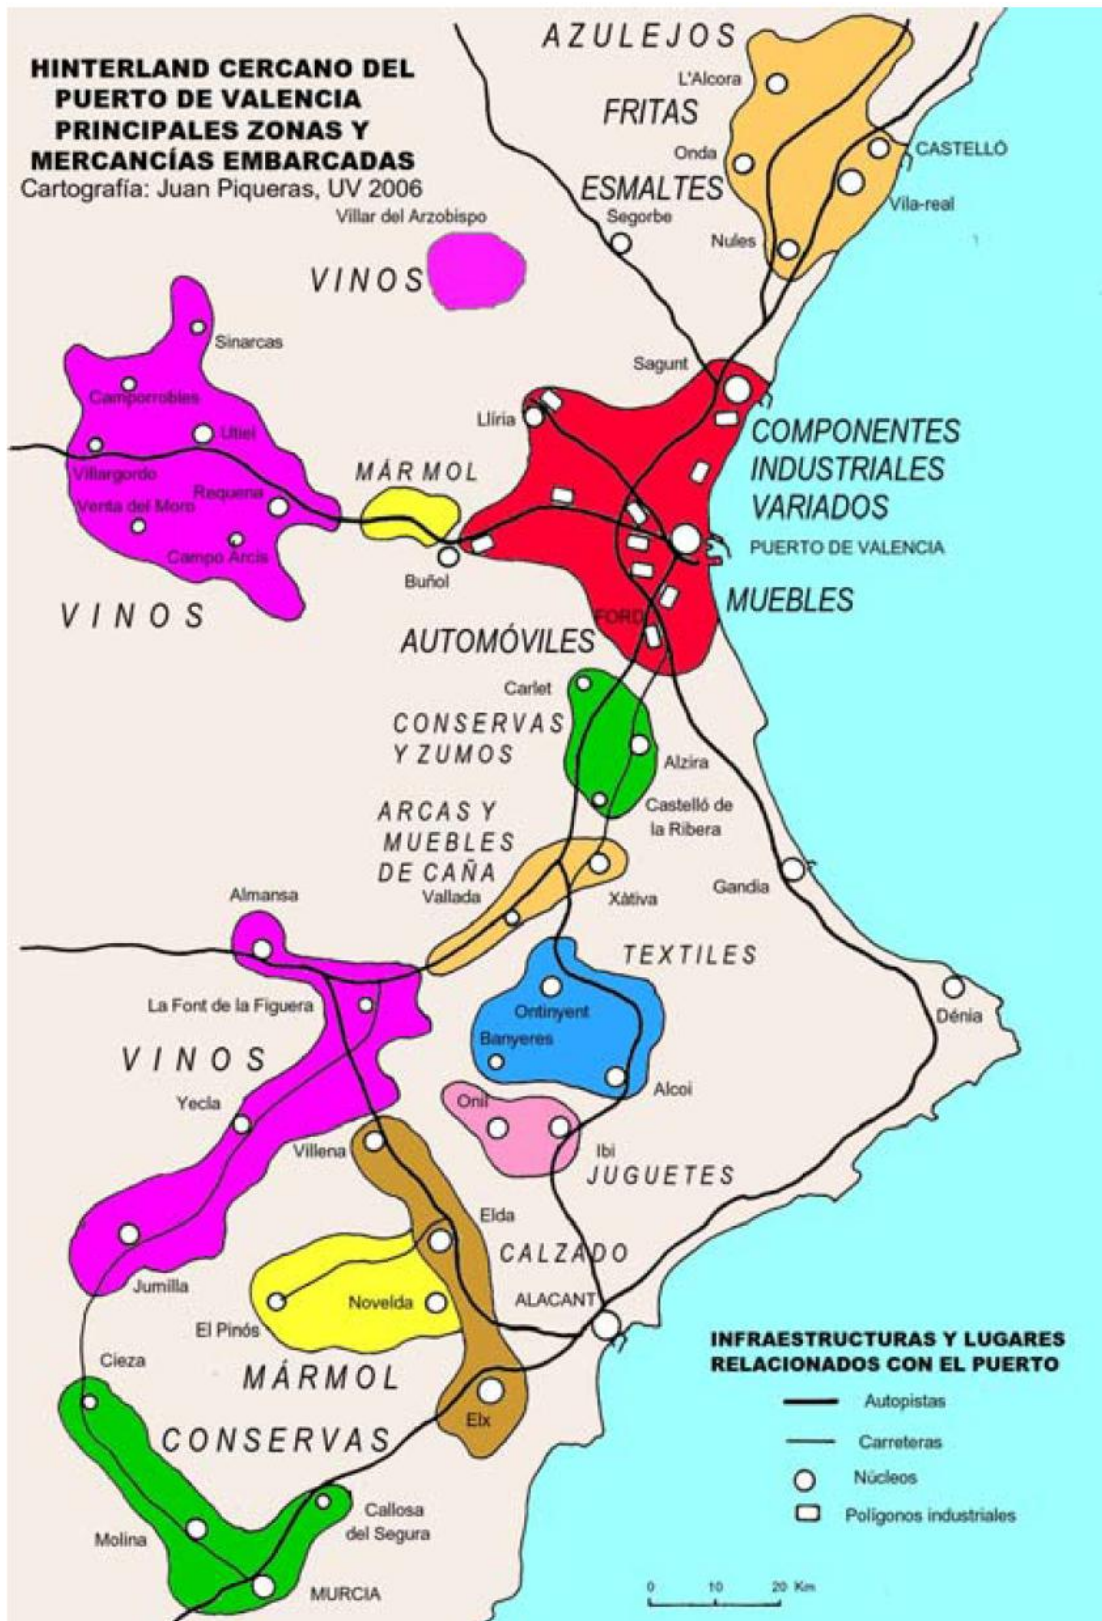 HINTERLAND CERCANO DEL
PUERTO DE VALENCIA
PRINCIPALES ZONAS Y
MERCANCÍAS EMBARCADAS
Cartografía: Juan Piqueras, UV 2006
AZULEJOS
L'Alcora
FRITAS
Onda
CASTELLÓ
ESMALTES
Vila-real
Segorbe
Nules
Villar del Arzobispo
VINOS
Sinarcas
Sagunt
Camporrobles
Llíria
Utiel
COMPONENTES
INDUSTRIALES
VARIADOS
Villargordo
MÁRMOL
Requena
Venta del Moro
PUERTO DE VALENCIA
Campo Arcis
Buñol
VINOS
MUEBLES
FORD
AUTOMÓVILES
Carlet
CONSERVAS
Y ZUMOS
Alzira
Castelló de
la Ribera
ARCAS Y
MUEBLES
DE CAÑA
Vallada
Xàtiva
Gandia
Almansa
TEXTILES
La Font de la Figuera
Ontinyent
Dénia
Banyeres
VINOS
Alcoi
Yecla
Onil
Villena
Ibi
JUGUETES
Elda
CALZADO
Jumilla
ALACANT
Novelda
El Pinós
MÁRMOL
Cieza
Elx
CONSERVAS
Callosa
del Segura
Molina
MURCIA
INFRAESTRUCTURAS Y LUGARES
RELACIONADOS CON EL PUERTO
Autopistas
Carreteras
Núcleos
Polígonos industriales
0 10 20 Km